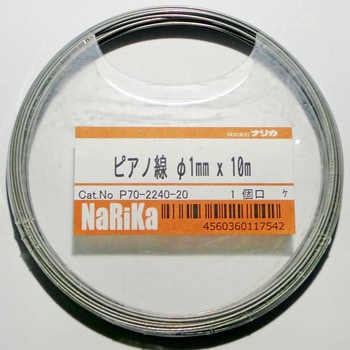 株式会社 ナリカ
ピアノ線 φ1mm x 10m
Cat.No P70-2240-20 1 個口 ケ
NaRiKa
4560360117542